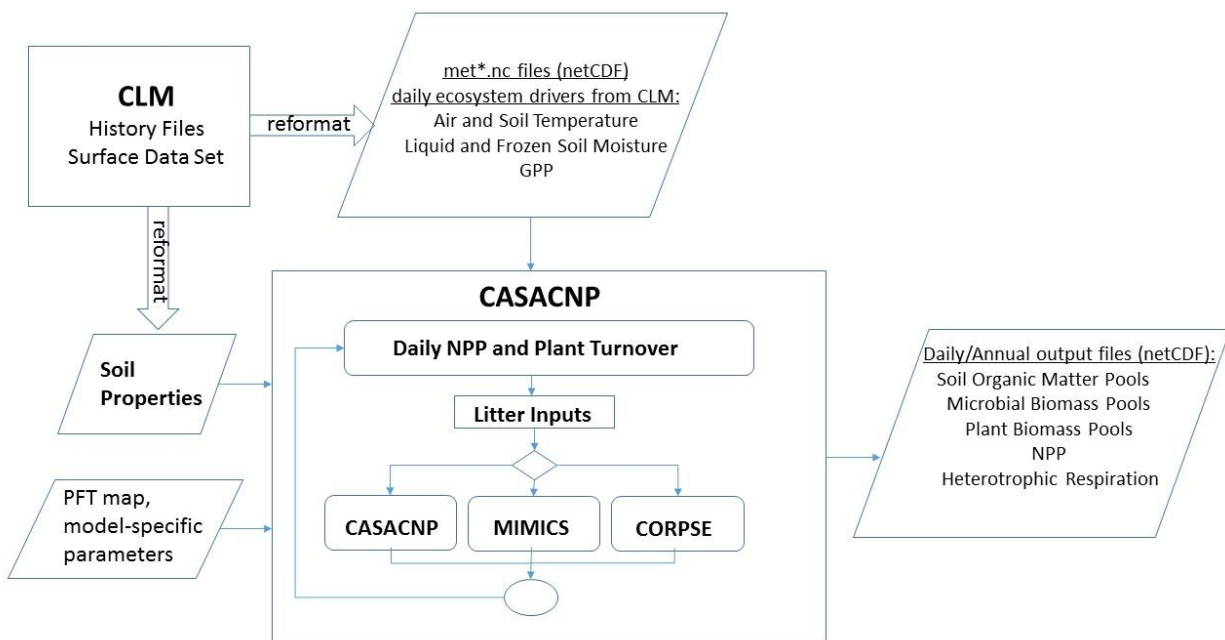 CLM
History Files
Surface Data Set
reformat
met*.nc files (netCDF)
daily ecosystem drivers from CLM:
Air and Soil Temperature
Liquid and Frozen Soil Moisture
GPP
reformat
Soil
Properties
PFT map,
model-specific
parameters
CASACNP
Daily NPP and Plant Turnover
Litter Inputs
CASACNP
MIMICS
CORPSE
Daily/Annual output files (netCDF):
Soil Organic Matter Pools
Microbial Biomass Pools
Plant Biomass Pools
NPP
Heterotrophic Respiration